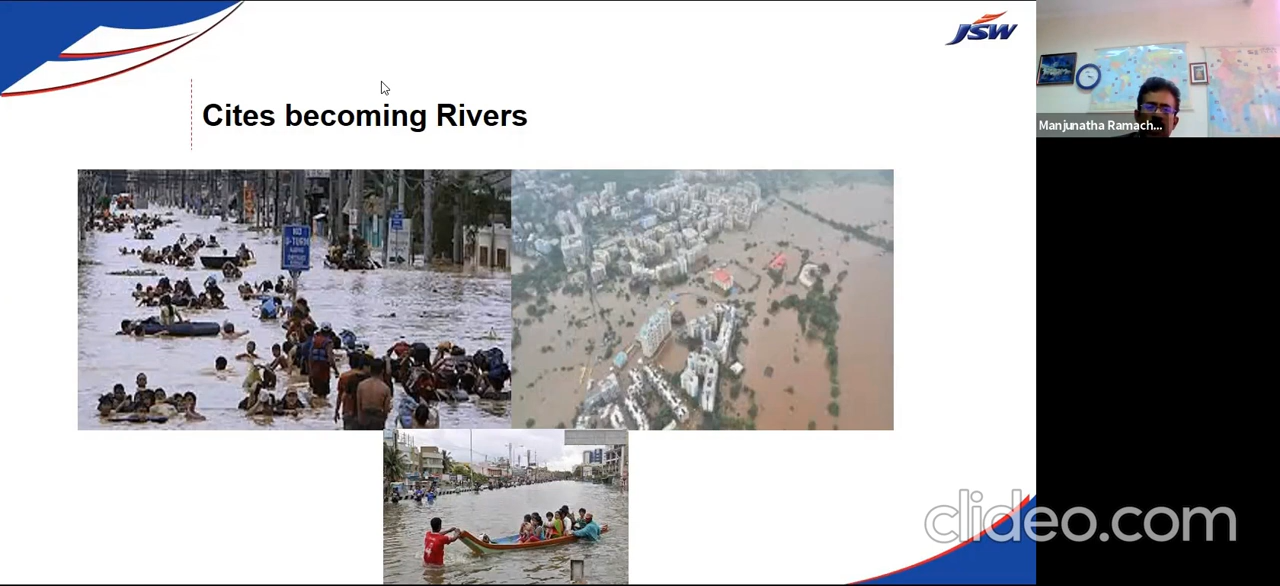 JSW
Cites becoming Rivers
Manjunatha Ramach...
NO
U-TURN
clideo.com